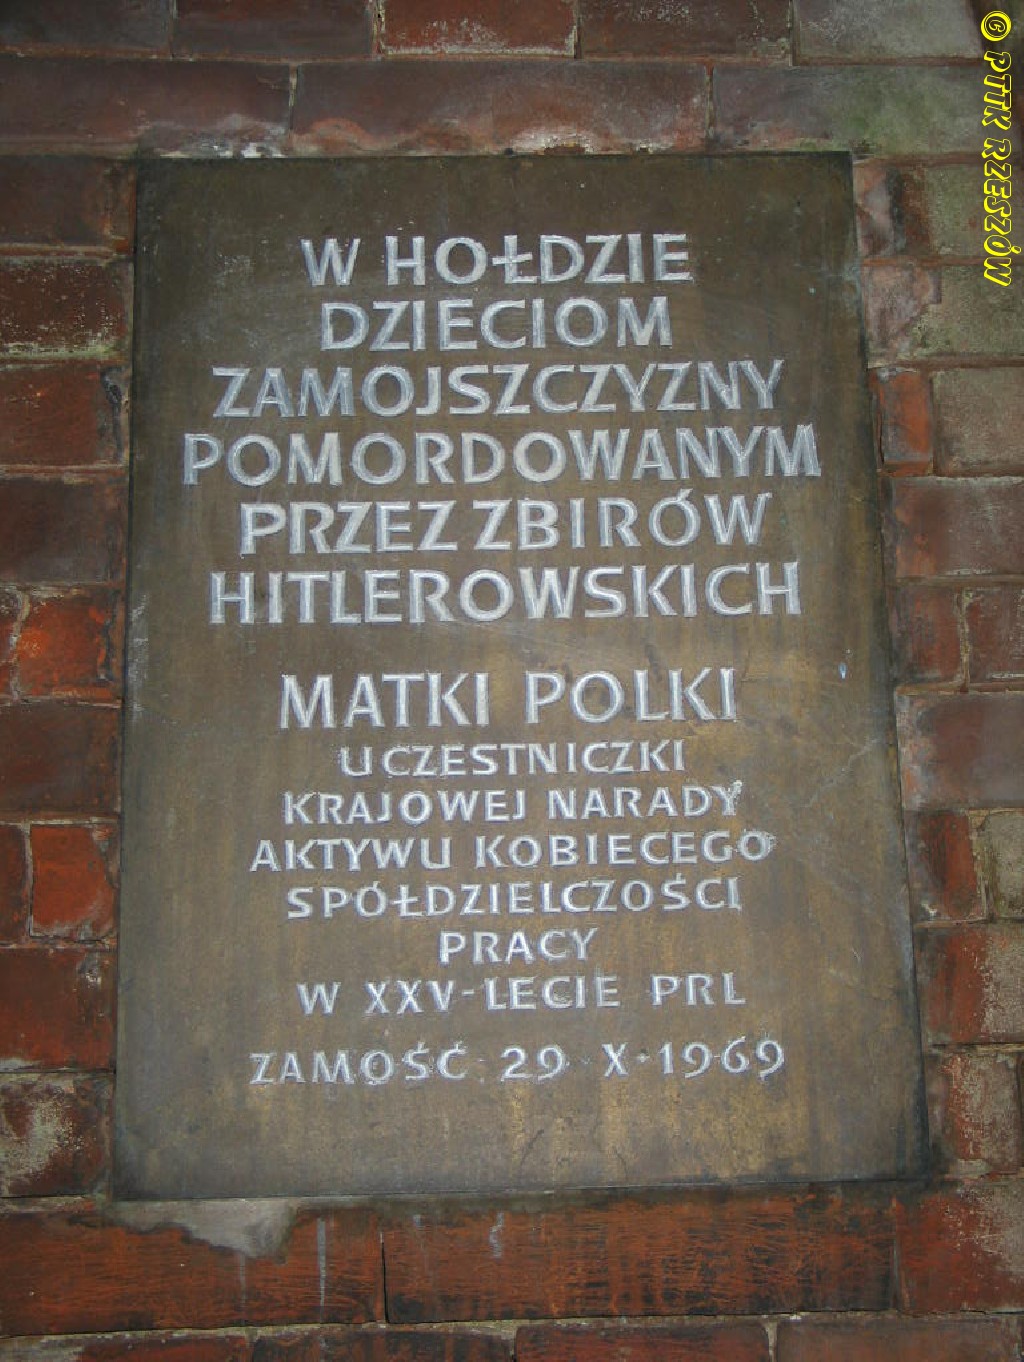 W HOŁDZIE
DZIECIOM
ZAMOJSZCZYZNY
POMORDOWANYM
PRZEZ ZBIRÓW
HITLEROWSKICH
MATKI POLKI
UCZESTNICZKI
KRAJOWEJ NARADY
AKTYWU KOBIECEGO
SPÓŁDZIELCZOŚCI
PRACY
W XXV-LECIE PRL
ZAMOŚĆ 29 X·1969
© PTTK RZESZÓW